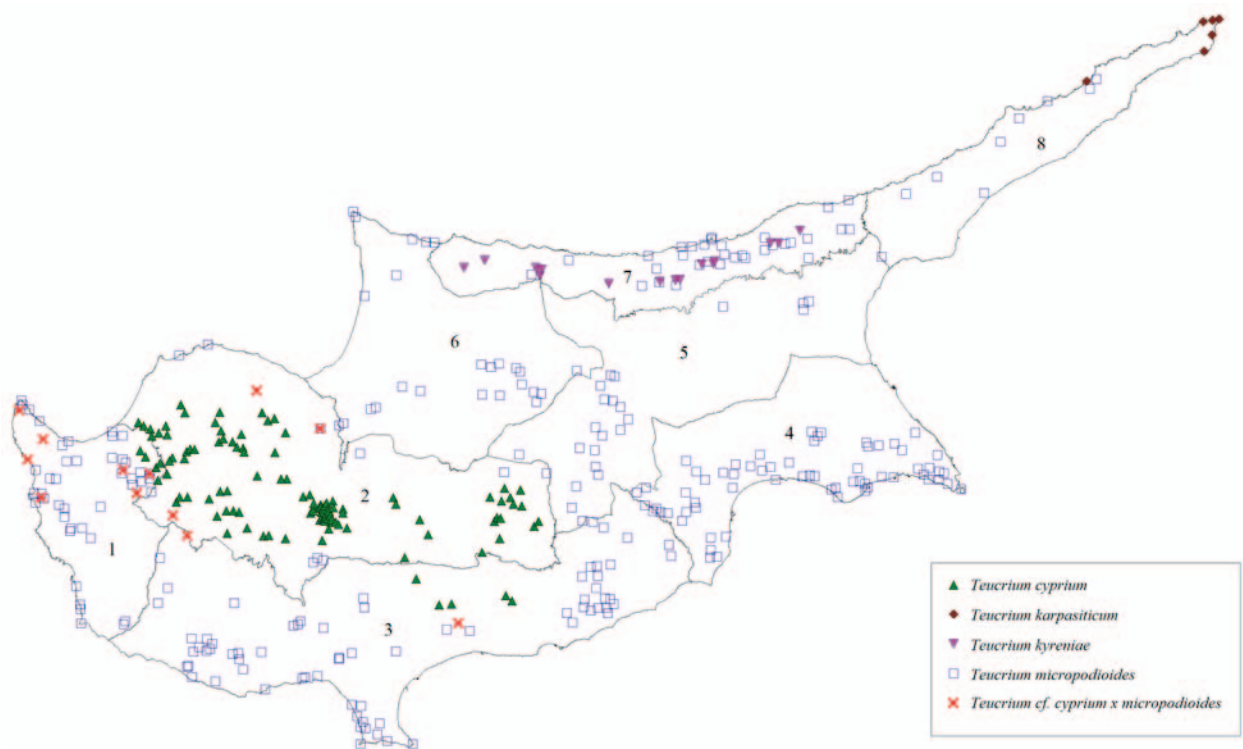 8
7
6
5
4
2
1
3
Teucrium cyprium
Teucrium karpasiticum
Teucrium kyreniae
Teucrium micropodioides
Teucrium cf. cyprium x micropodioides